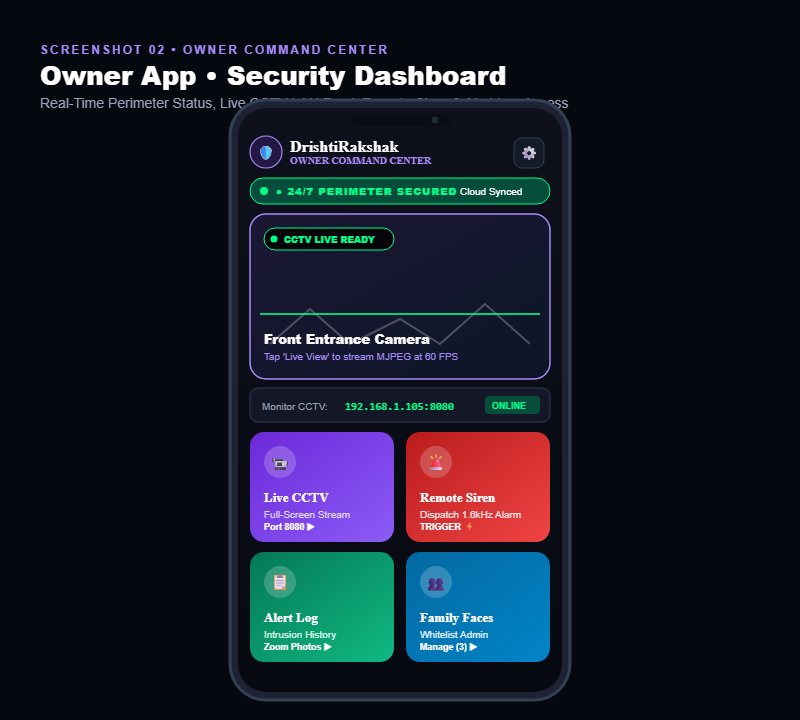 SCREENSHOT 02 • OWNER COMMAND CENTER
Owner App • Security Dashboard
Real-Time Perimeter Status, Live
DrishtiRakshak
OWNER COMMAND CENTER
● 24/7 PERIMETER SECURED Cloud Synced
CCTV LIVE READY
Front Entrance Camera
Tap 'Live View' to stream MJPEG at 60 FPS
Monitor CCTV: 192.168.1.105:8080 ONLINE
Live CCTV
Full-Screen Stream
Port 8080 ▶
Remote Siren
Dispatch 1.6kHz Alarm
TRIGGER ⚡
Alert Log
Intrusion History
Zoom Photos ▶
Family Faces
Whitelist Admin
Manage (3) ▶